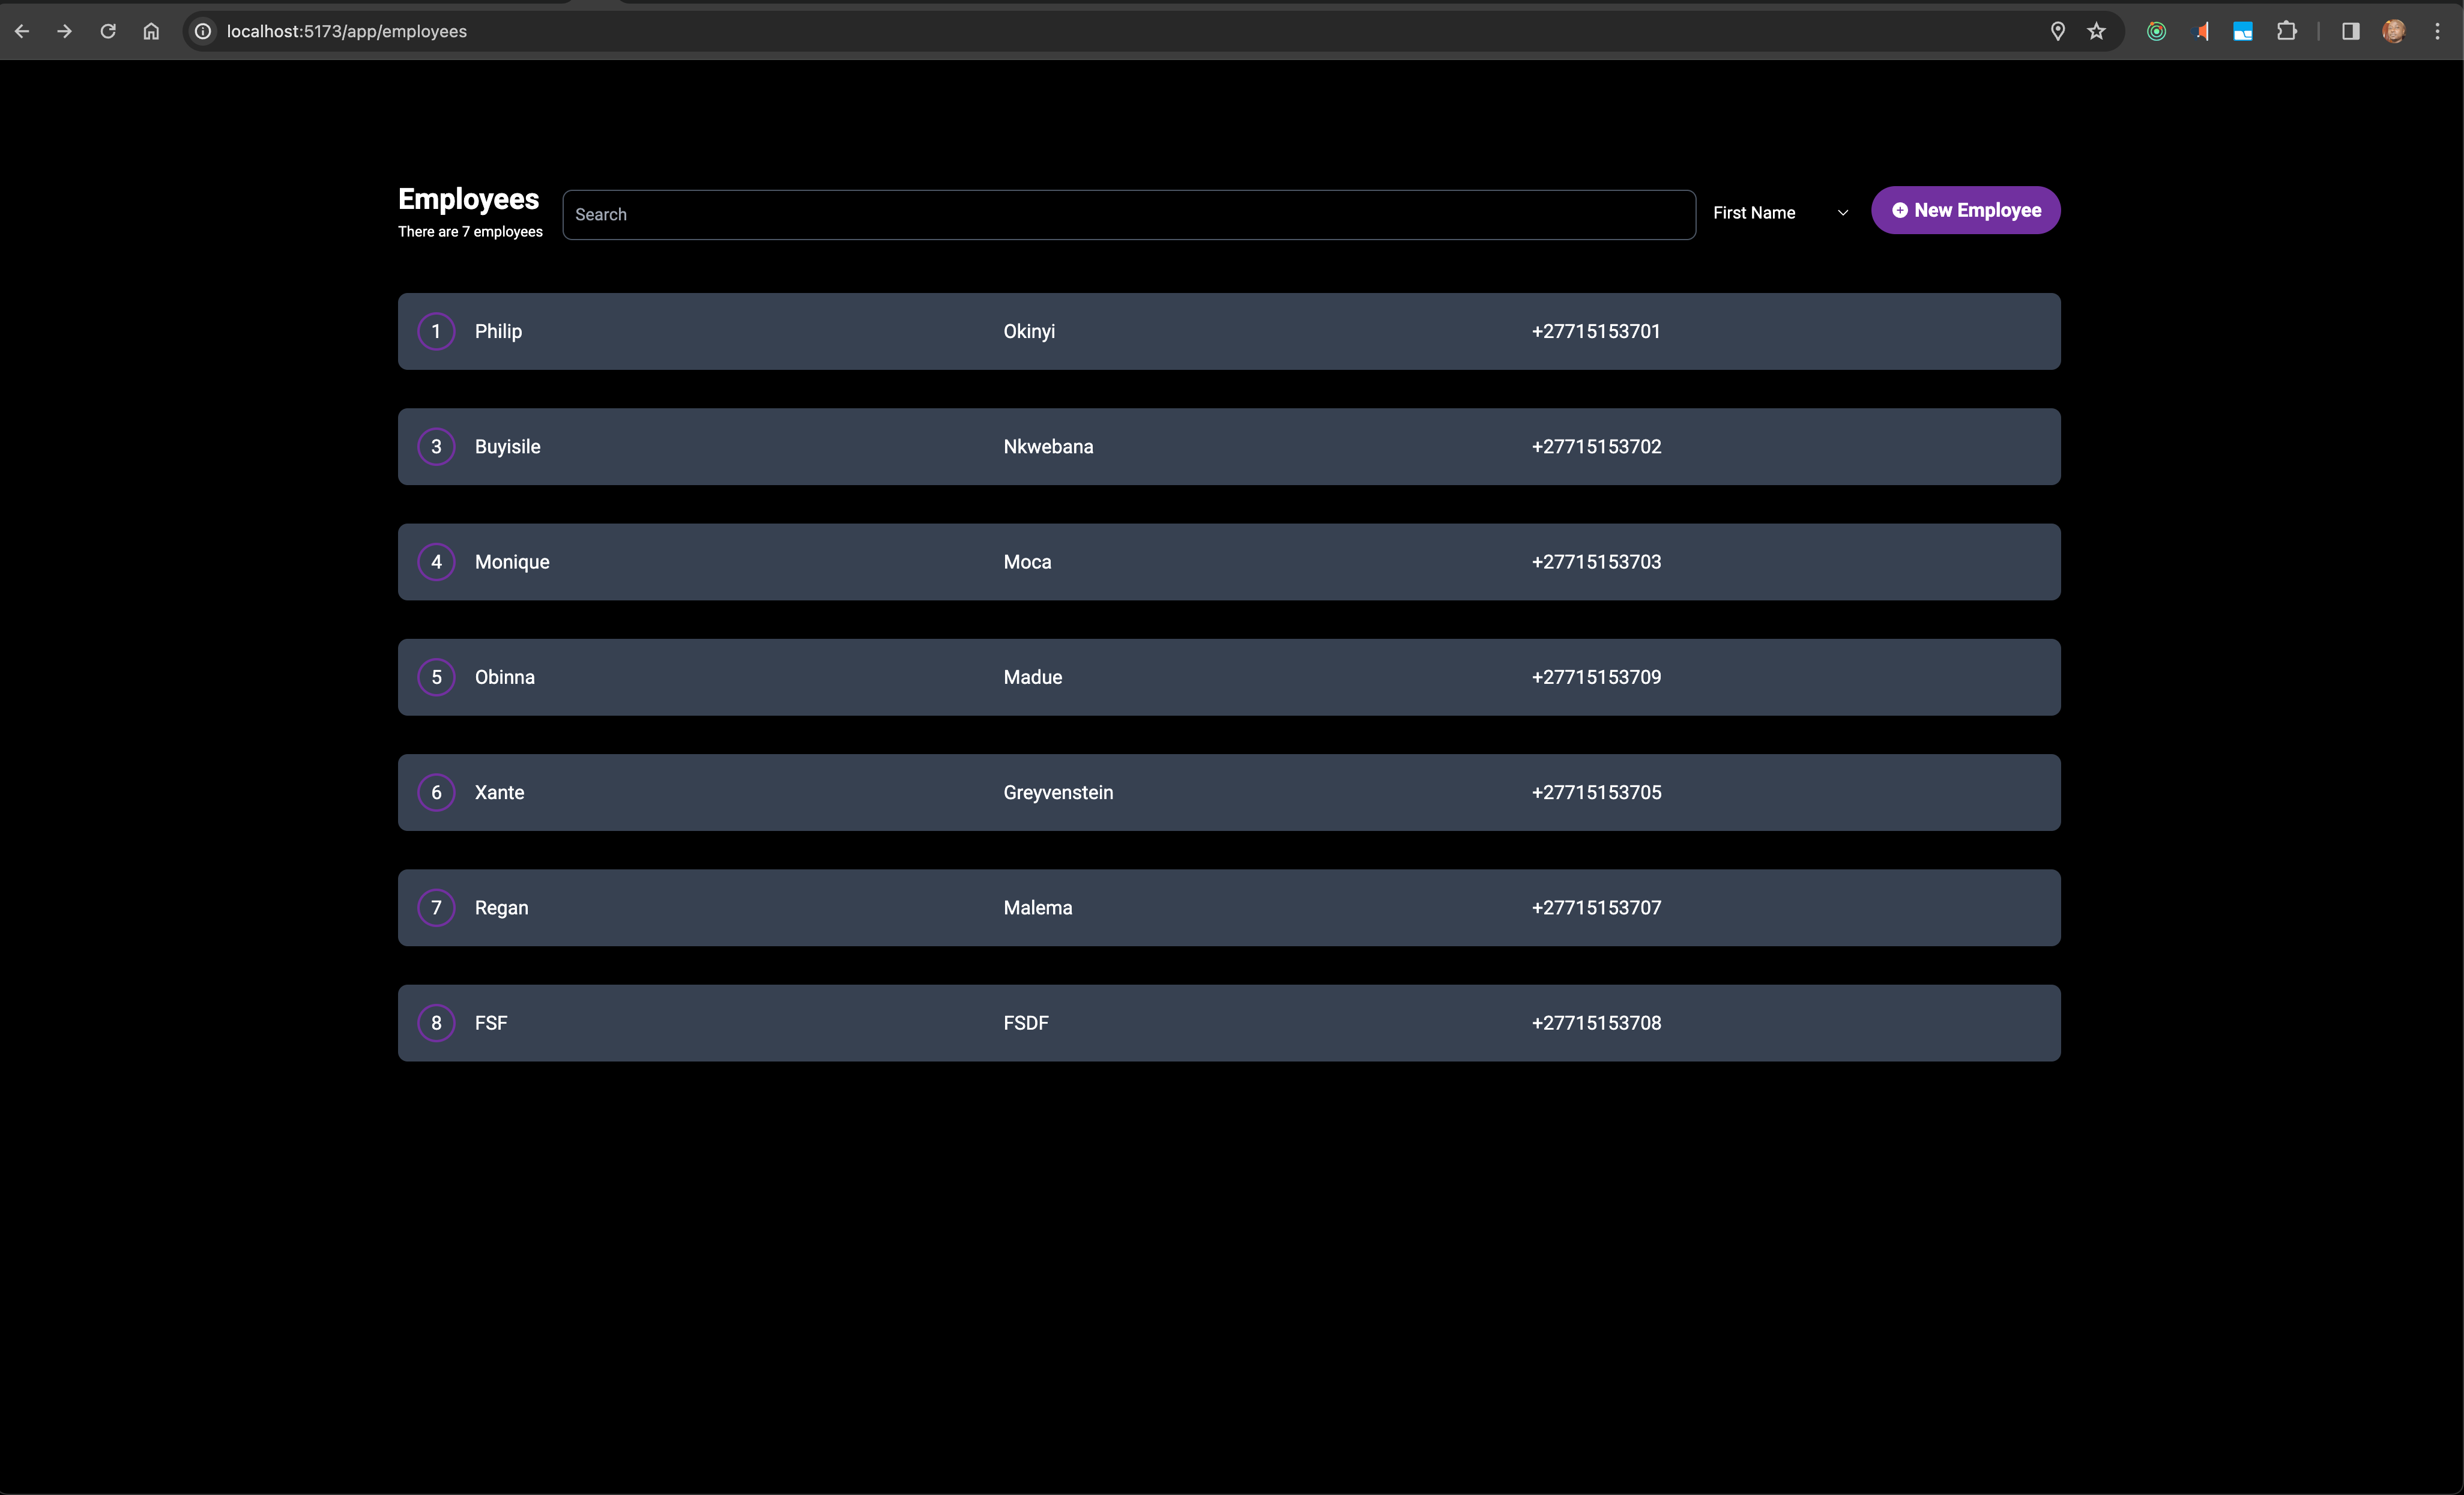 localhost:5173/app/employees
Employees
There are 7 employees
Search
First Name
New Employee
1 Philip Okinyi +27715153701
3 Buyisile Nkwebana +27715153702
4 Monique Moca +27715153703
5 Obinna Madue +27715153709
6 Xante Greyvenstein +27715153705
7 Regan Malema +27715153707
8 FSF FSDF +27715153708